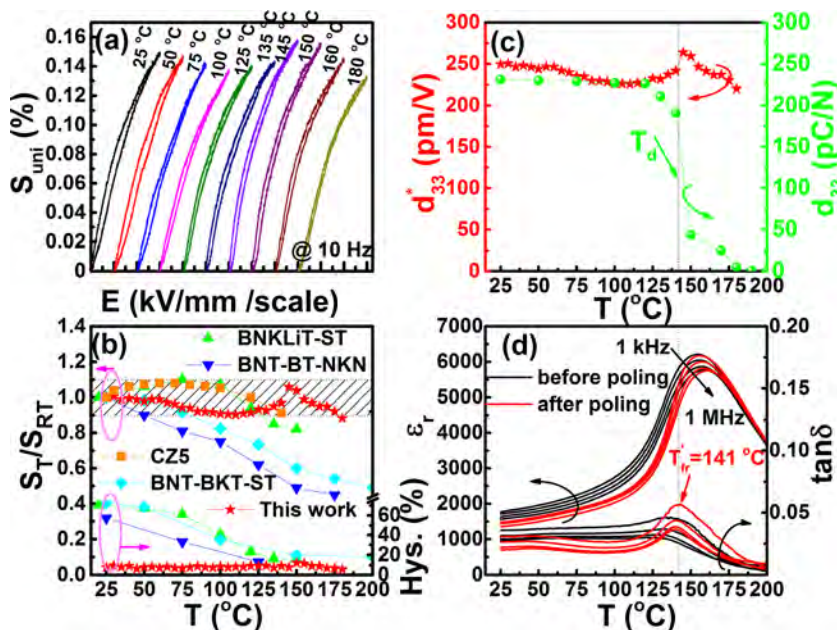 (a)
25 °C
50 °C
75 °C
100 °C
125 °C
135 °C
145 °C
150 °C
160 °C
180 °C
0.16
0.14
0.12
0.10
0.08
0.06
0.04
0.02
0
S_uni (%)
@ 10 Hz
E (kV/mm /scale)
(c)
300
250
200
150
100
50
0
d*_33 (pm/V)
T_d
300
250
200
150
100
50
0
d_33 (pC/N)
25 50 75 100 125 150 175 200
T (°C)
(b)
BNKLiT-ST
BNT-BT-NKN
CZ5
BNT-BKT-ST
This work
1.4
1.2
1.0
0.8
0.6
0.4
0.2
0.0
S_T/S_RT
60
40
20
0
Hys. (%)
25 50 75 100 125 150 175 200
T (°C)
(d)
1 kHz
before poling
after poling
1 MHz
T'_fr=141 °C
7000
6000
5000
4000
3000
2000
1000
0
ε_r
0.20
0.15
0.10
0.05
0.00
tanδ
25 50 75 100 125 150 175 200
T (°C)